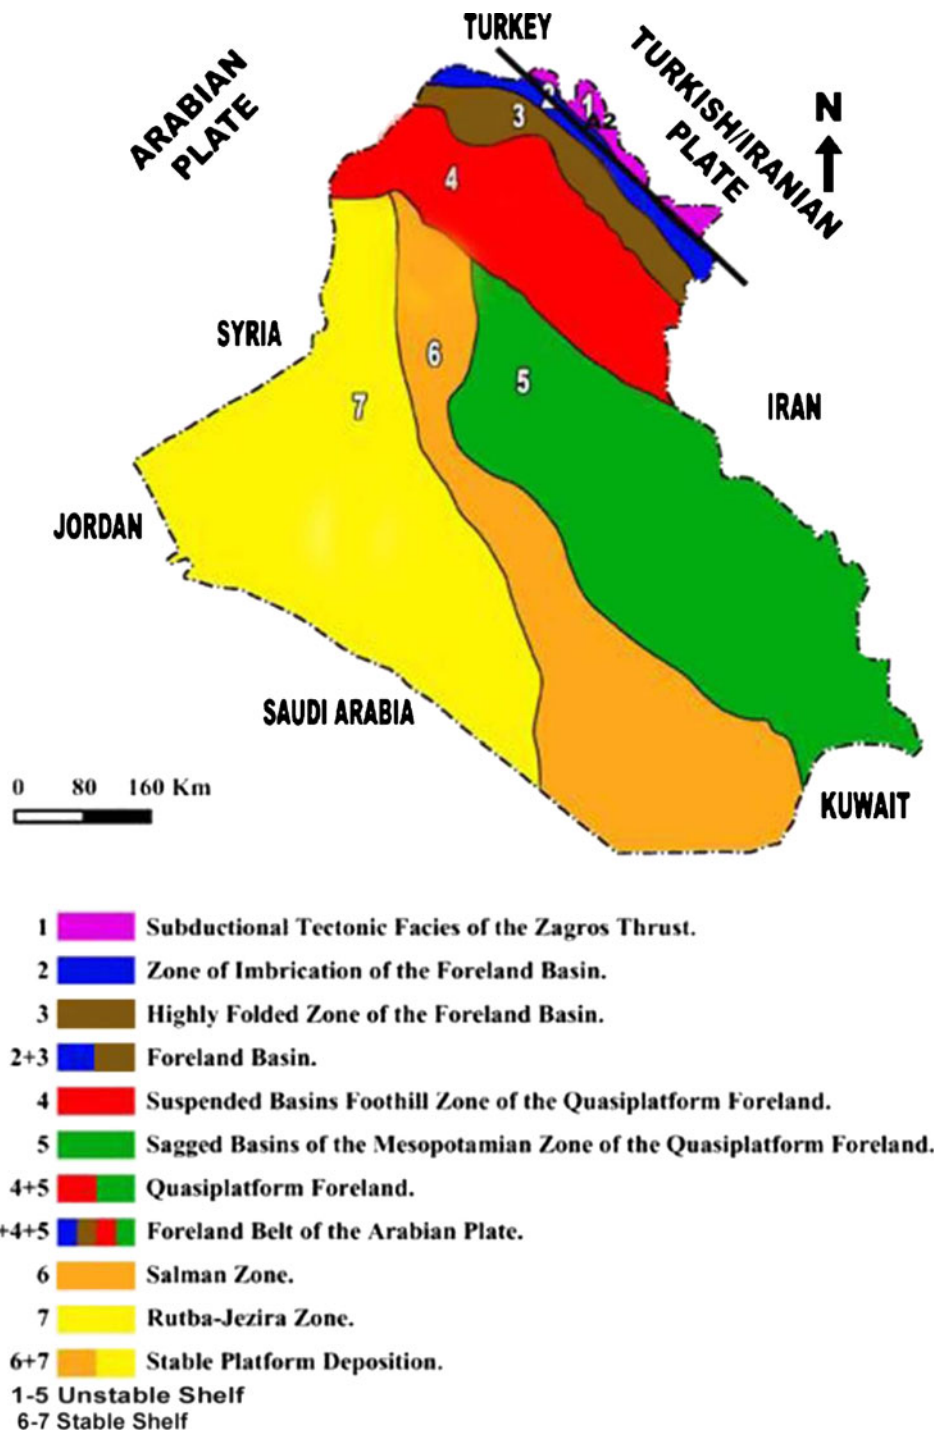 TURKEY
ARABIAN
PLATE
TURKISH/IRANIAN
PLATE
N
2
1
2
3
4
SYRIA
6
5
7
IRAN
JORDAN
SAUDI ARABIA
0 80 160 Km
KUWAIT
1 Subductional Tectonic Facies of the Zagros Thrust.
2 Zone of Imbrication of the Foreland Basin.
3 Highly Folded Zone of the Foreland Basin.
2+3 Foreland Basin.
4 Suspended Basins Foothill Zone of the Quasiplatform Foreland.
5 Sagged Basins of the Mesopotamian Zone of the Quasiplatform Foreland.
4+5 Quasiplatform Foreland.
+4+5 Foreland Belt of the Arabian Plate.
6 Salman Zone.
7 Rutba-Jezira Zone.
6+7 Stable Platform Deposition.
1-5 Unstable Shelf
6-7 Stable Shelf